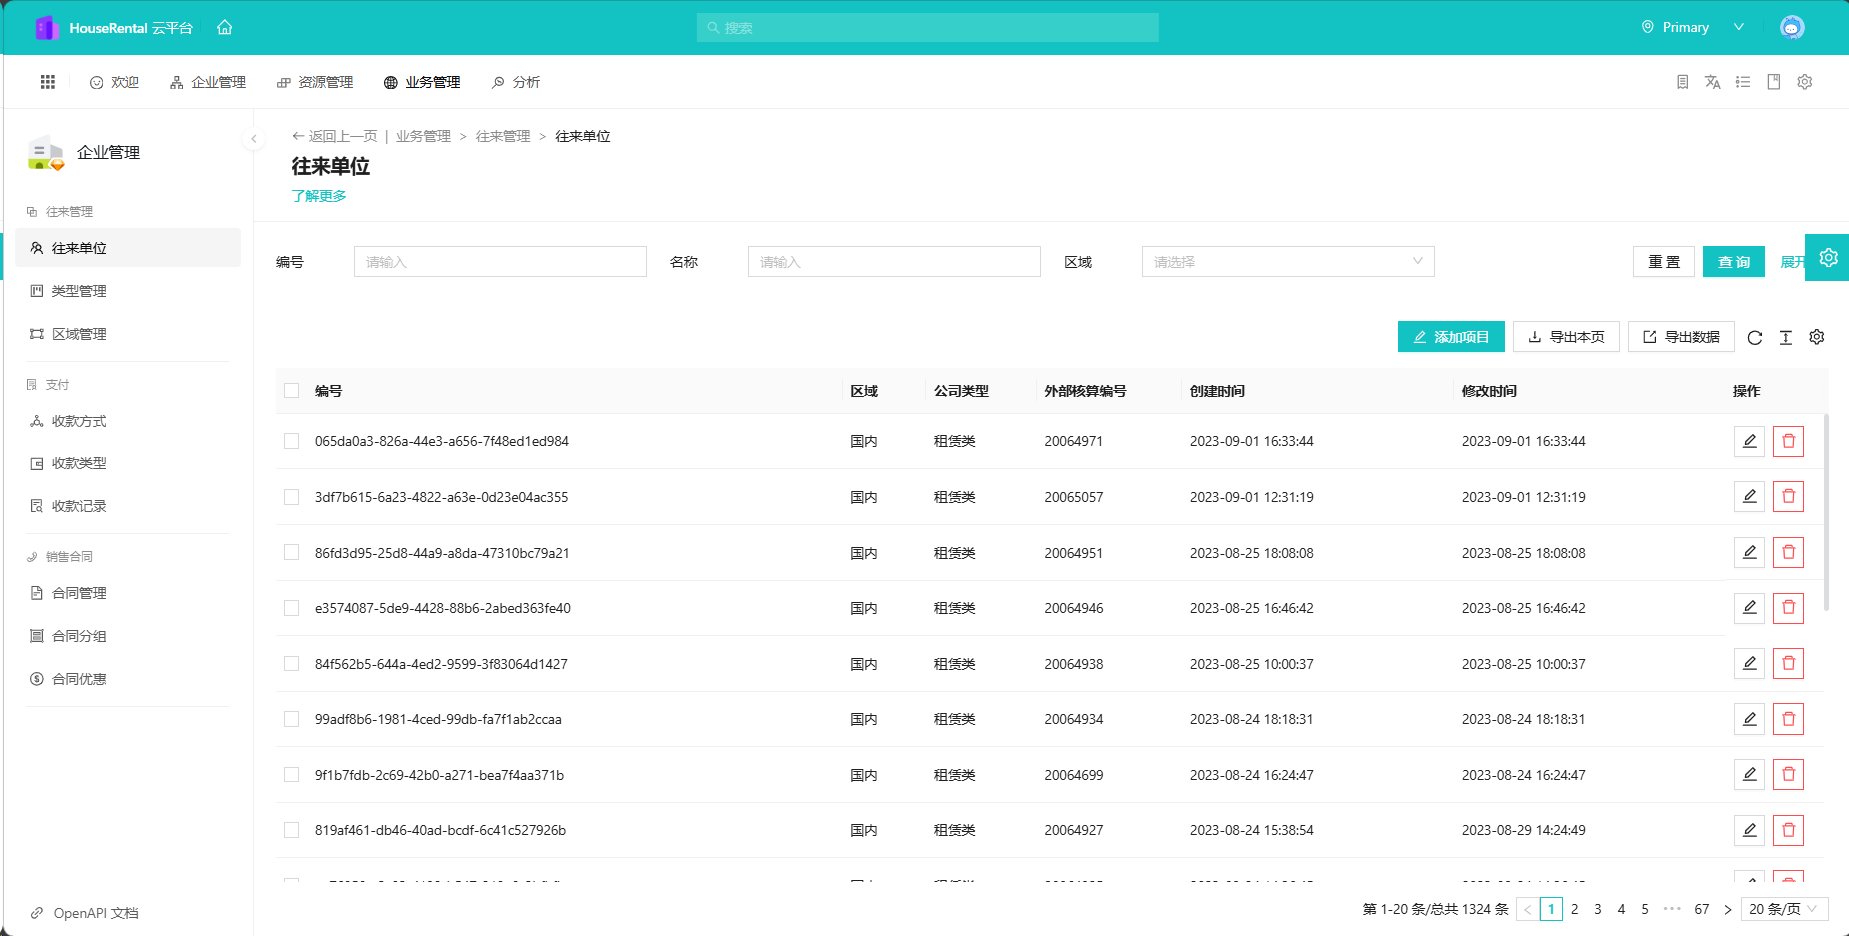 HouseRental 云平台
搜索
Primary
欢迎 企业管理 资源管理 业务管理 分析
企业管理
往来管理
往来单位
类型管理
区域管理
支付
收款方式
收款类型
收款记录
销售合同
合同管理
合同分组
合同优惠
OpenAPI 文档
返回上一页 | 业务管理 > 往来管理 > 往来单位
往来单位
了解更多
编号 请输入 名称 请输入 区域 请选择 重 置 查 询 展开
添加项目 导出本页 导出数据
编号 区域 公司类型 外部核算编号 创建时间 修改时间 操作
065da0a3-826a-44e3-a656-7f48ed1ed984 国内 租赁类 20064971 2023-09-01 16:33:44 2023-09-01 16:33:44
3df7b615-6a23-4822-a63e-0d23e04ac355 国内 租赁类 20065057 2023-09-01 12:31:19 2023-09-01 12:31:19
86fd3d95-25d8-44a9-a8da-47310bc79a21 国内 租赁类 20064951 2023-08-25 18:08:08 2023-08-25 18:08:08
e3574087-5de9-4428-88b6-2abed363fe40 国内 租赁类 20064946 2023-08-25 16:46:42 2023-08-25 16:46:42
84f562b5-644a-4ed2-9599-3f83064d1427 国内 租赁类 20064938 2023-08-25 10:00:37 2023-08-25 10:00:37
99adf8b6-1981-4ced-99db-fa7f1ab2ccaa 国内 租赁类 20064934 2023-08-24 18:18:31 2023-08-24 18:18:31
9f1b7fdb-2c69-42b0-a271-bea7f4aa371b 国内 租赁类 20064699 2023-08-24 16:24:47 2023-08-24 16:24:47
819af461-db46-40ad-bcdf-6c41c527926b 国内 租赁类 20064927 2023-08-24 15:38:54 2023-08-29 14:24:49
第 1-20 条/总共 1324 条 < 1 2 3 4 5 ••• 67 > 20 条/页